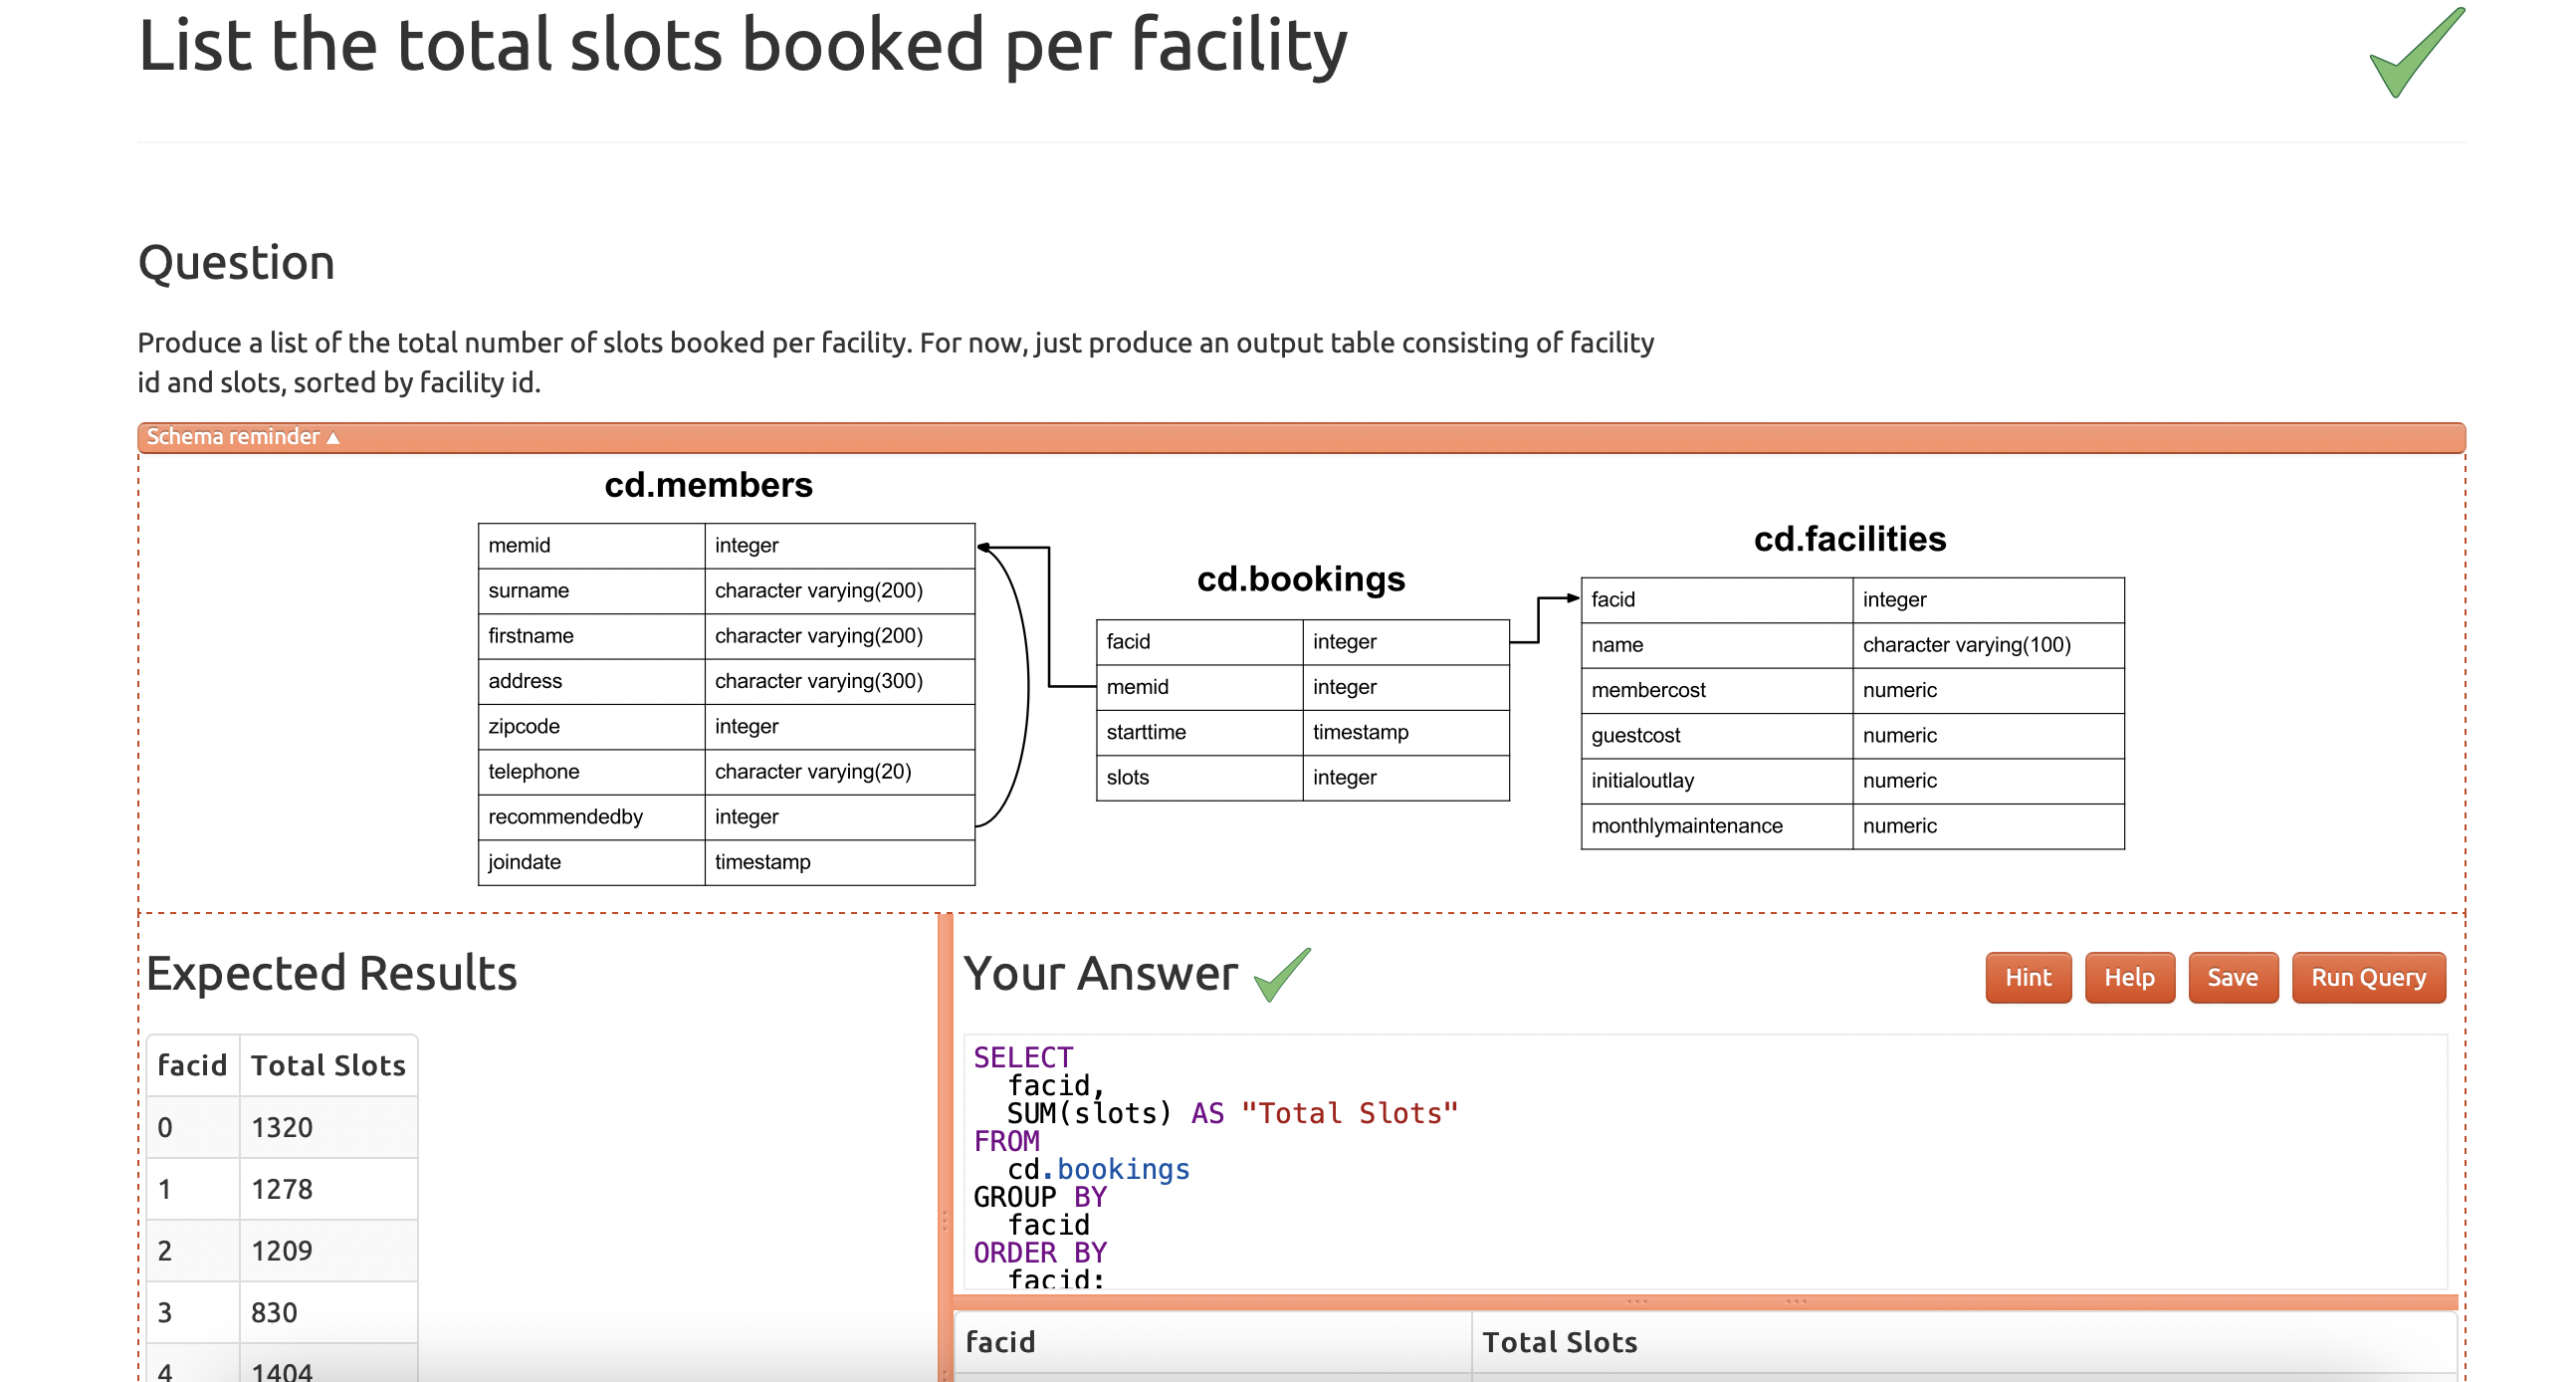 List the total slots booked per facility
Question
Produce a list of the total number of slots booked per facility. For now, just produce an output table consisting of facility
id and slots, sorted by facility id.
Schema reminder ▲
cd.members
memid integer
surname character varying(200)
firstname character varying(200)
address character varying(300)
zipcode integer
telephone character varying(20)
recommendedby integer
joindate timestamp
cd.bookings
facid integer
memid integer
starttime timestamp
slots integer
cd.facilities
facid integer
name character varying(100)
membercost numeric
guestcost numeric
initialoutlay numeric
monthlymaintenance numeric
Expected Results
facid Total Slots
0 1320
1 1278
2 1209
3 830
4 1404
Your Answer
Hint Help Save Run Query
SELECT
facid,
SUM(slots) AS "Total Slots"
FROM
cd.bookings
GROUP BY
facid
ORDER BY
facid;
facid Total Slots